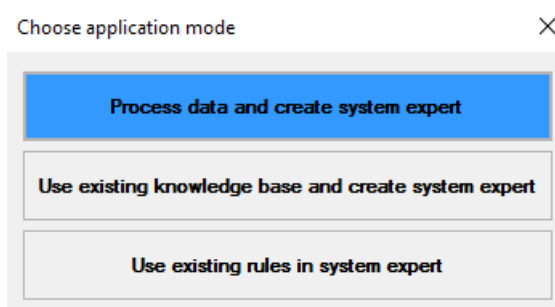 Choose application mode
Process data and create system expert
Use existing knowledge base and create system expert
Use existing rules in system expert